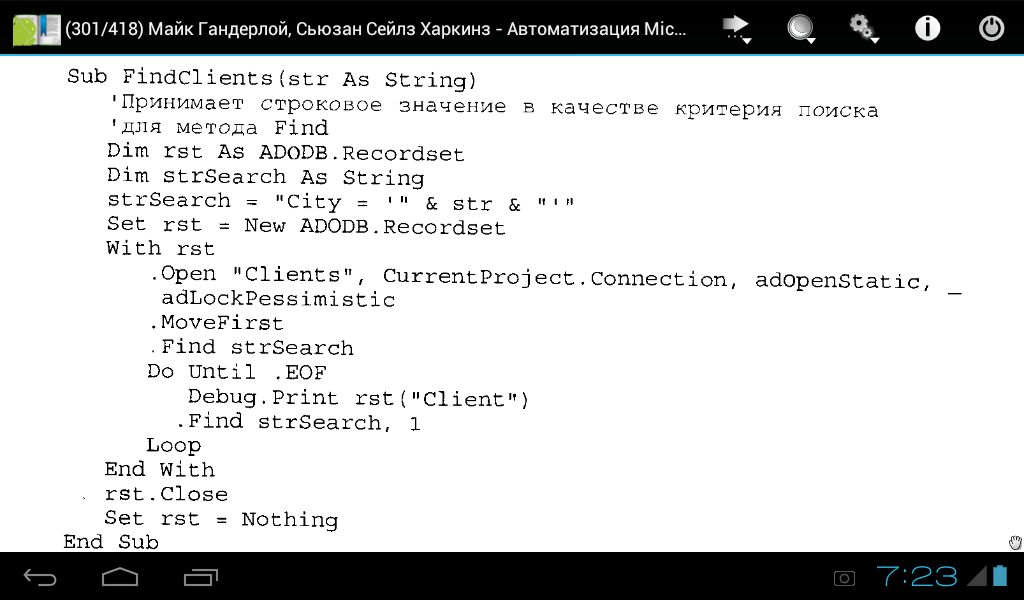 (301/418) Майк Гандерлой, Сьюзан Сейлз Харкинз - Автоматизация Mic...
Sub FindClients(str As String)
'Принимает строковое значение в качестве критерия поиска
'для метода Find
Dim rst As ADODB.Recordset
Dim strSearch As String
strSearch = "City = '" & str & "'"
Set rst = New ADODB.Recordset
With rst
.Open "Clients", CurrentProject.Connection, adOpenStatic, _
adLockPessimistic
.MoveFirst
.Find strSearch
Do Until .EOF
Debug.Print rst("Client")
.Find strSearch, 1
Loop
End With
rst.Close
Set rst = Nothing
End Sub
7:23